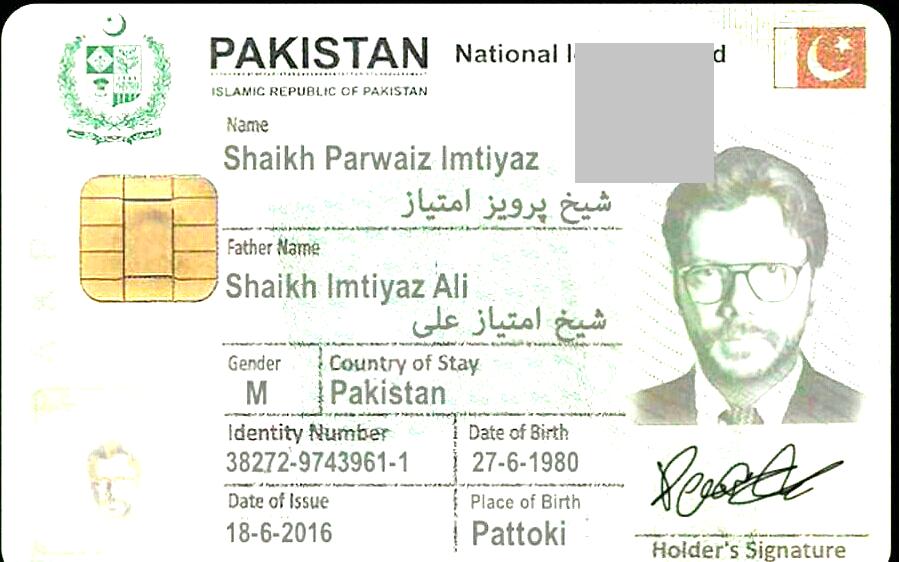 PAKISTAN National
ISLAMIC REPUBLIC OF PAKISTAN
Name
Shaikh Parwaiz Imtiyaz
شیخ پرویز امتیاز
Father Name
Shaikh Imtiyaz Ali
شیخ امتیاز علی
Gender Country of Stay
M Pakistan
Identity Number Date of Birth
38272-9743961-1 27-6-1980
Date of Issue Place of Birth
18-6-2016 Pattoki
Holder's Signature